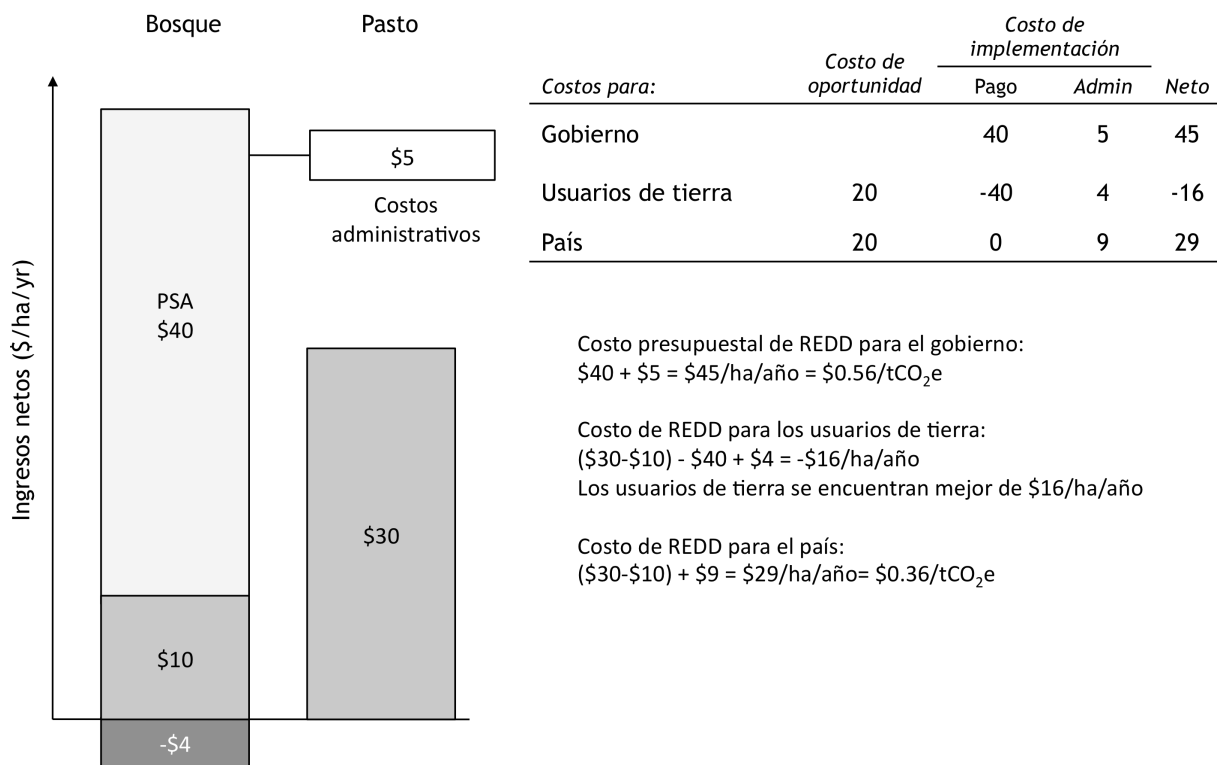 Bosque
Pasto
Ingresos netos ($/ha/yr)
PSA
$40
$10
-$4
$5
Costos
administrativos
$30
Costo de
implementación
Costo de
oportunidad
Costos para:
Pago
Admin
Neto
Gobierno 40 5 45
Usuarios de tierra 20 -40 4 -16
País 20 0 9 29
Costo presupuestal de REDD para el gobierno:
$40 + $5 = $45/ha/año = $0.56/tCO₂e
Costo de REDD para los usuarios de tierra:
($30-$10) - $40 + $4 = -$16/ha/año
Los usuarios de tierra se encuentran mejor de $16/ha/año
Costo de REDD para el país:
($30-$10) + $9 = $29/ha/año= $0.36/tCO₂e